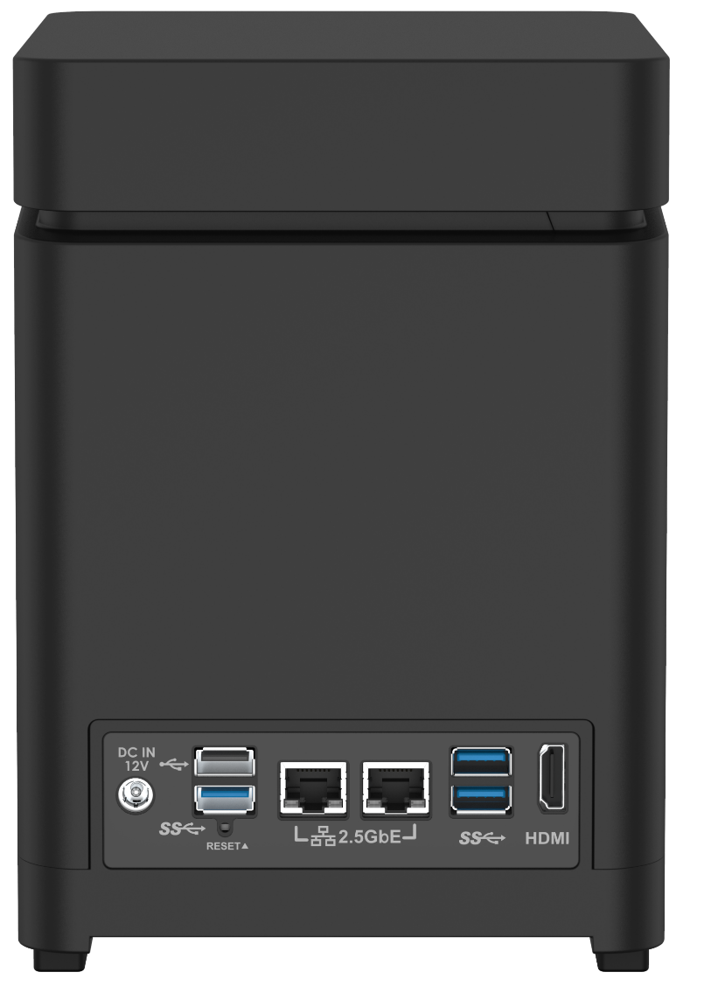 DC IN
12V
SS
RESET▲
2.5GbE
SS
HDMI